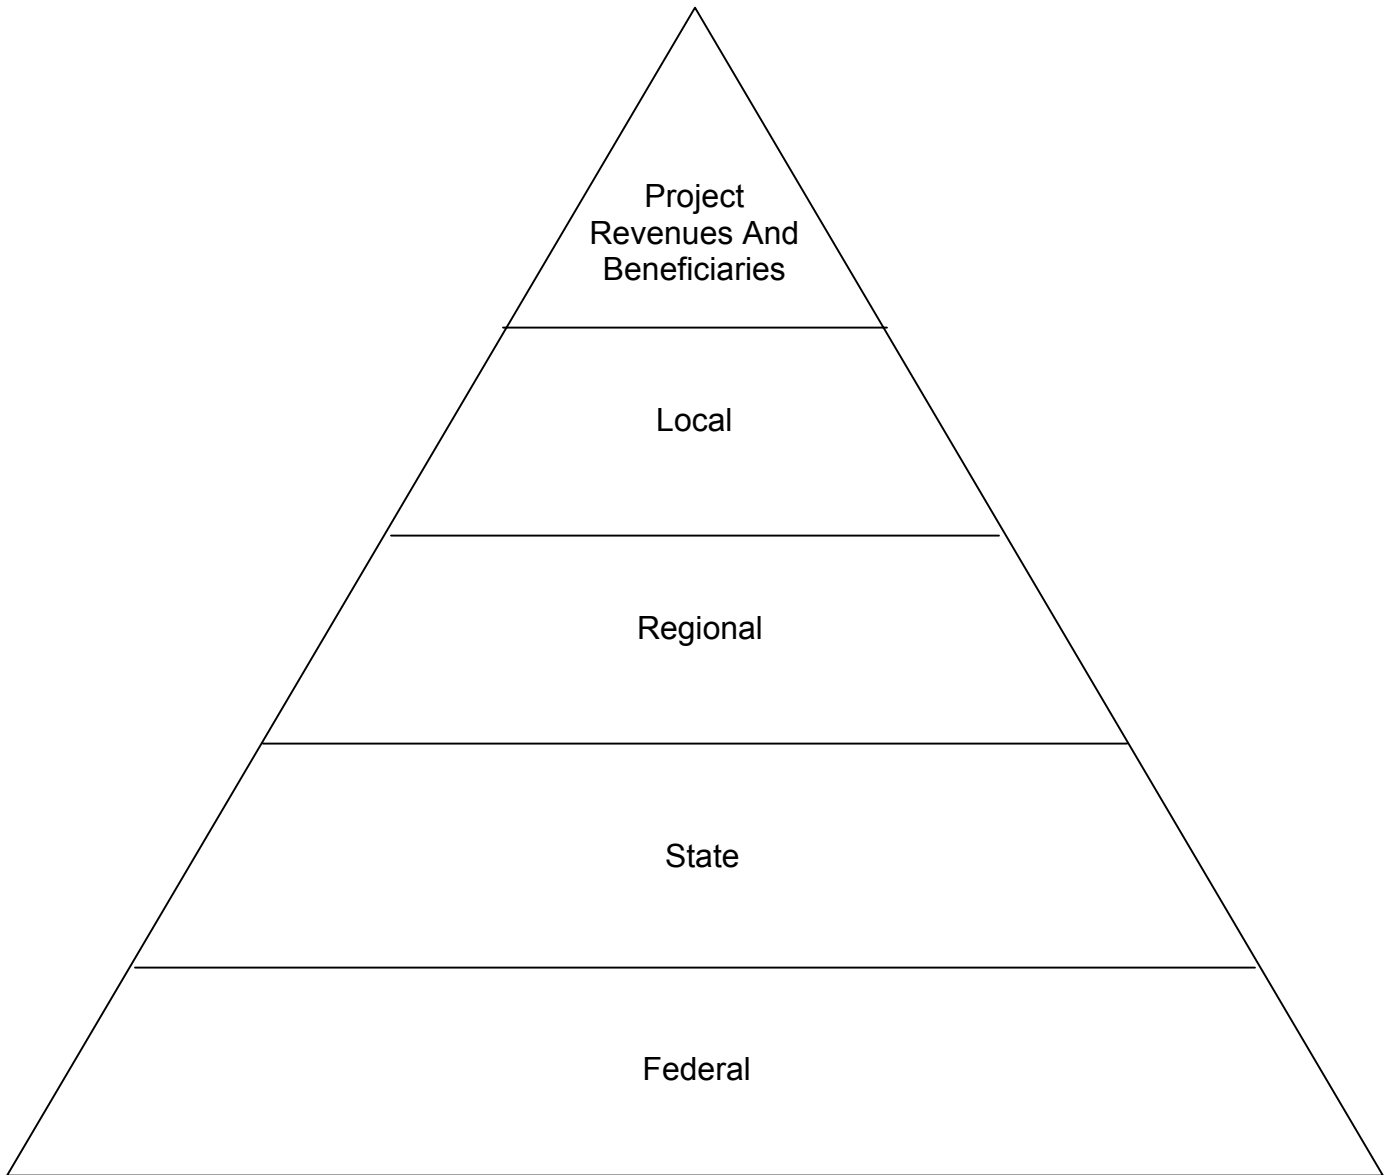 Project
Revenues And
Beneficiaries
Local
Regional
State
Federal